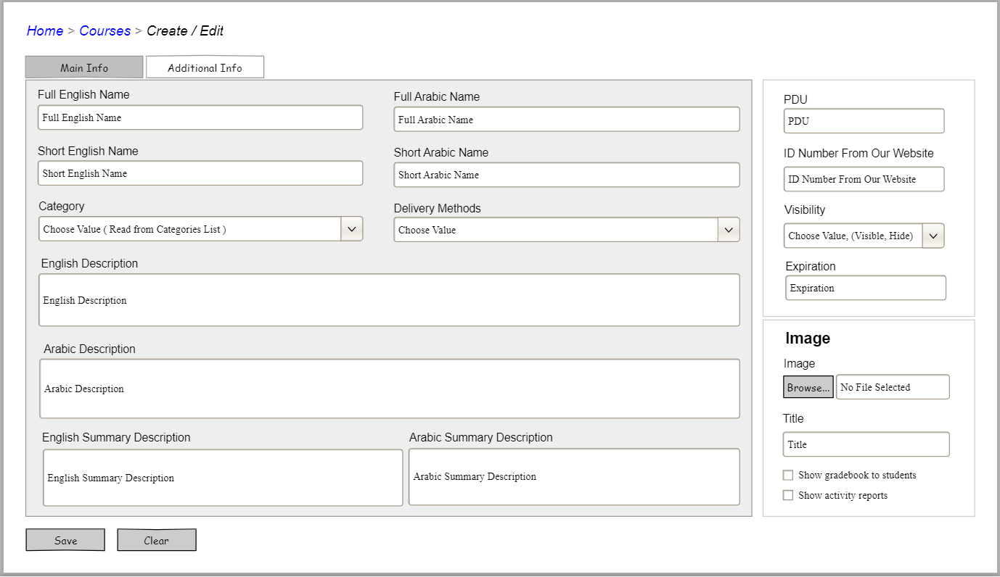 Home > Courses > Create / Edit
Main Info
Additional Info
Full English Name
Full English Name
Full Arabic Name
Full Arabic Name
Short English Name
Short English Name
Short Arabic Name
Short Arabic Name
Category
Choose Value ( Read from Categories List )
Delivery Methods
Choose Value
English Description
English Description
Arabic Description
Arabic Description
English Summary Description
English Summary Description
Arabic Summary Description
Arabic Summary Description
PDU
PDU
ID Number From Our Website
ID Number From Our Website
Visibility
Choose Value, (Visible, Hide)
Expiration
Expiration
Image
Image
Browse...
No File Selected
Title
Title
Show gradebook to students
Show activity reports
Save
Clear